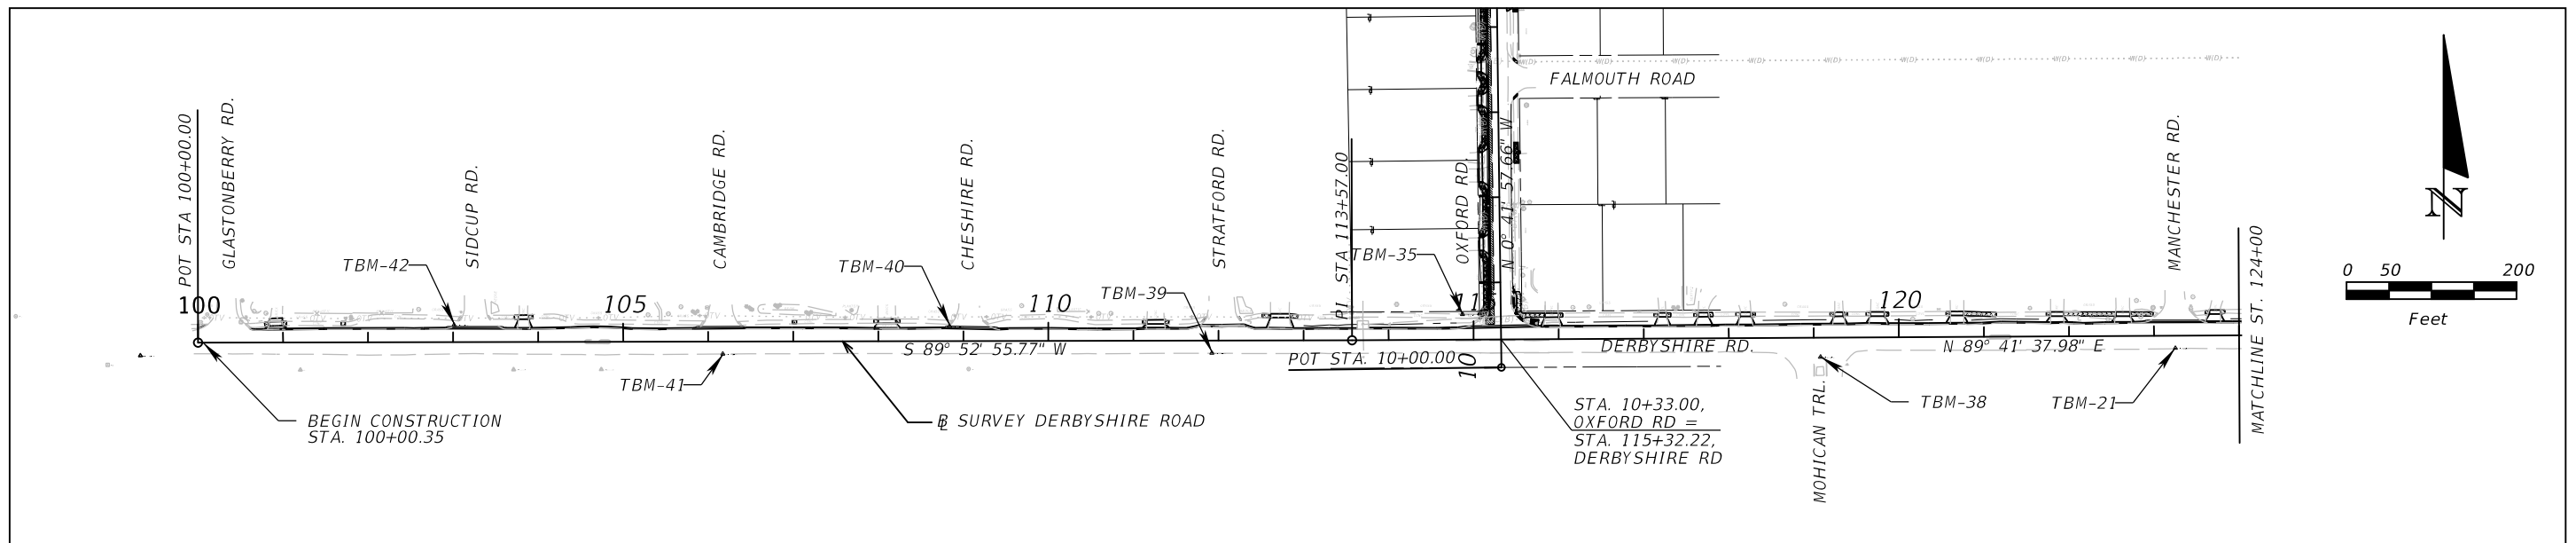 FALMOUTH ROAD
POT STA 100+00.00
GLASTONBERRY RD.
SIDCUP RD.
CAMBRIDGE RD.
CHESHIRE RD.
STRATFORD RD.
PI STA 113+57.00
OXFORD RD.
N 0° 41' 57.66" W
MANCHESTER RD.
MATCHLINE ST. 124+00
N
0 50 200
Feet
TBM-42
TBM-40
TBM-39
TBM-35
100
105
110
120
S 89° 52' 55.77" W
POT STA. 10+00.00
10
DERBYSHIRE RD.
N 89° 41' 37.98" E
TBM-41
TBM-38
TBM-21
MOHICAN TRL.
BEGIN CONSTRUCTION
STA. 100+00.35
BL SURVEY DERBYSHIRE ROAD
STA. 10+33.00,
OXFORD RD =
STA. 115+32.22,
DERBYSHIRE RD